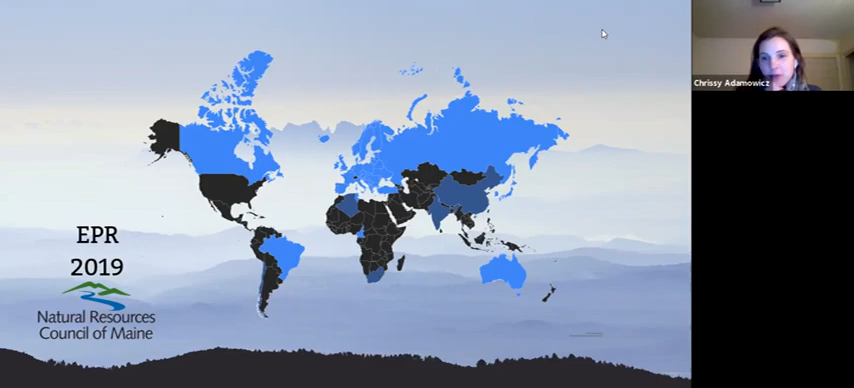 EPR
2019
Natural Resources
Council of Maine
Chrissy Adamowicz